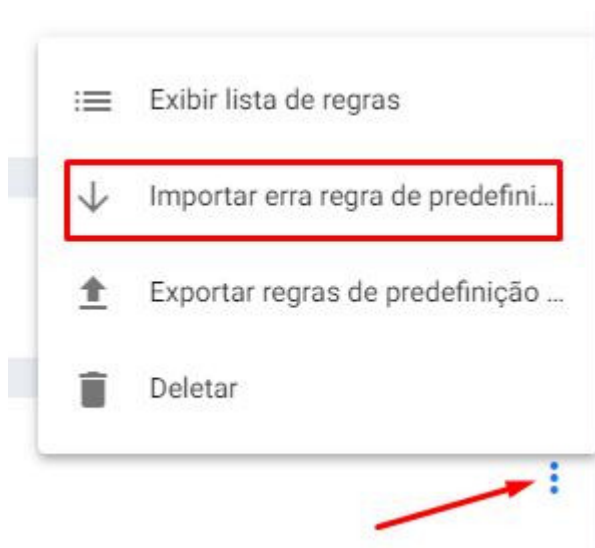 Exibir lista de regras
Importar erra regra de predefini...
Exportar regras de predefinição ...
Deletar